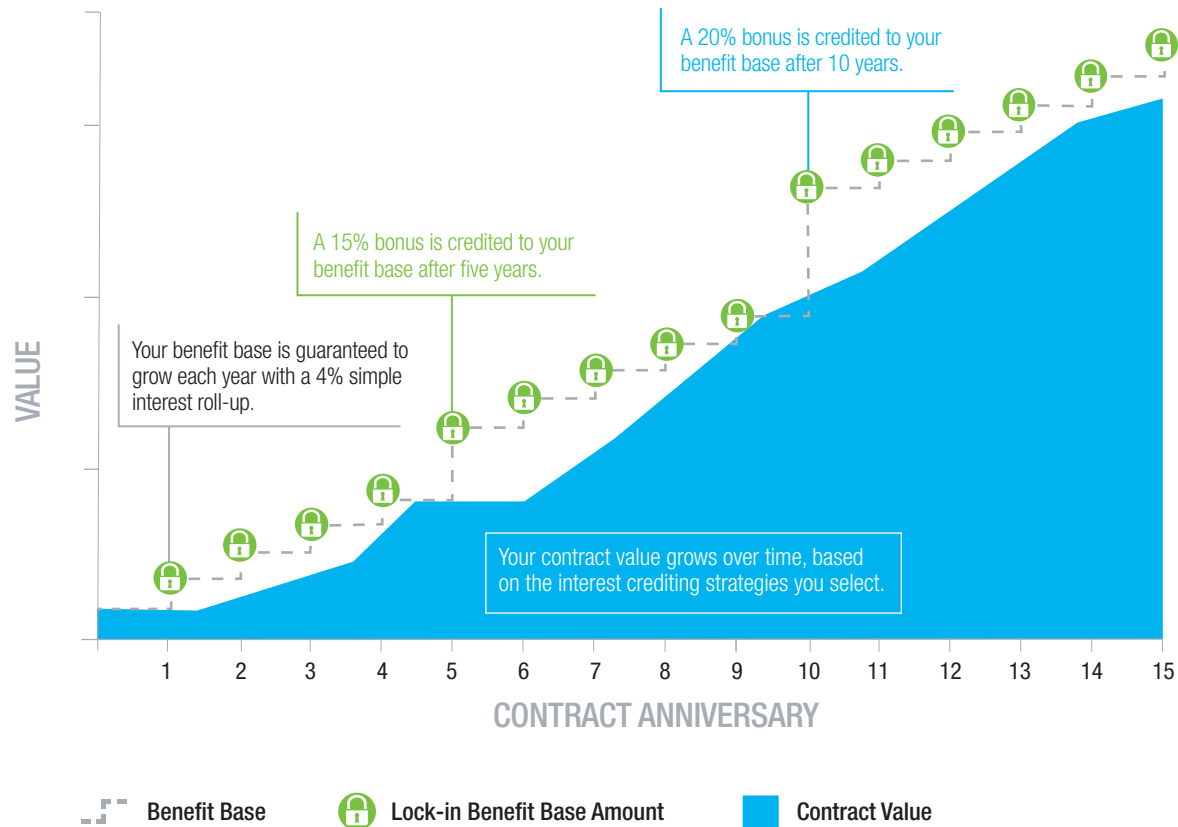 A 20% bonus is credited to your
benefit base after 10 years.
A 15% bonus is credited to your
benefit base after five years.
Your benefit base is guaranteed to
grow each year with a 4% simple
interest roll-up.
VALUE
Your contract value grows over time, based
on the interest crediting strategies you select.
1 2 3 4 5 6 7 8 9 10 11 12 13 14 15
CONTRACT ANNIVERSARY
Benefit Base Lock-in Benefit Base Amount Contract Value